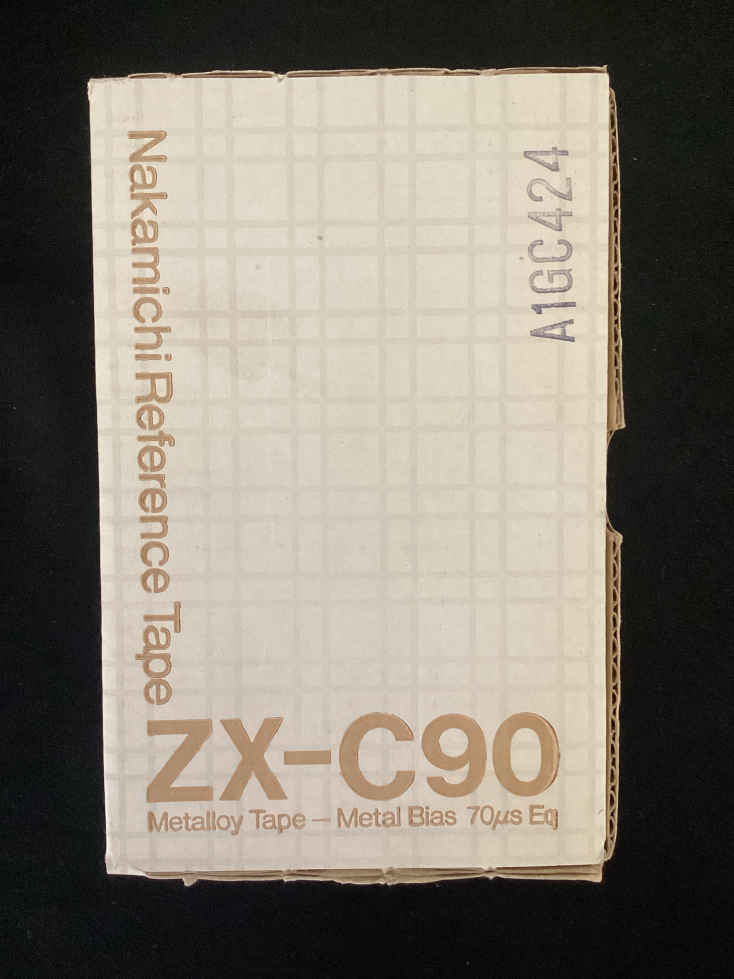 Nakamichi Reference Tape
A1GC424
ZX-C90
Metalloy Tape — Metal Bias 70µs Eq